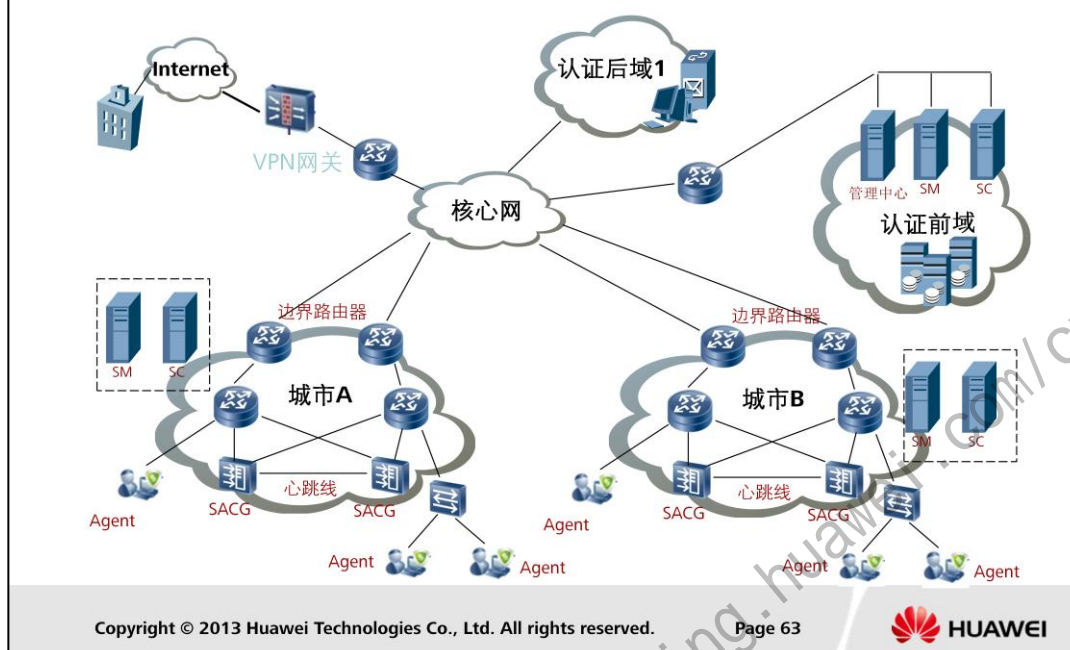 Internet
认证后域1
VPN网关
核心网
管理中心
SM
SC
认证前域
边界路由器
SM
SC
城市A
心跳线
SACG
SACG
Agent
Agent
Agent
边界路由器
城市B
SM
SC
心跳线
SACG
SACG
Agent
Agent
Agent
Copyright © 2013 Huawei Technologies Co., Ltd. All rights reserved.
Page 63
HUAWEI